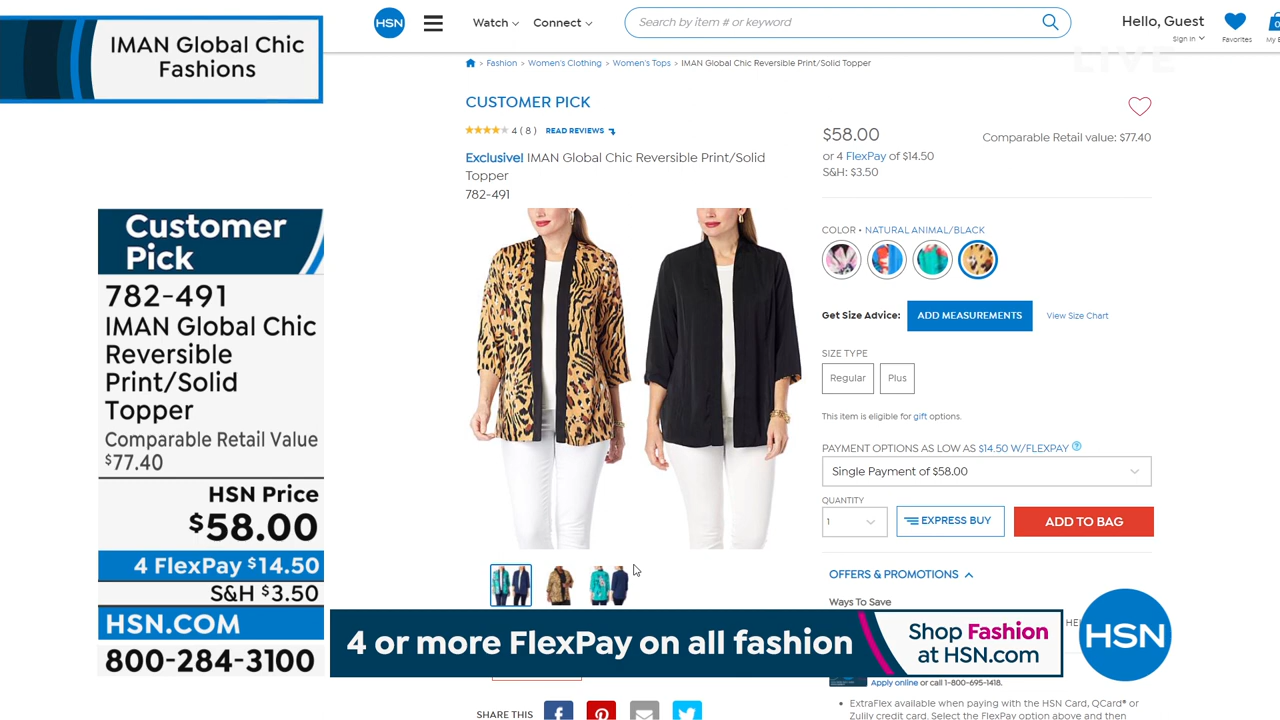 IMAN Global Chic
Fashions
HSN
Watch
Connect
Search by item # or keyword
Hello, Guest
Sign In
Favorites
0
My
LIVE
Fashion > Women's Clothing > Women's Tops > IMAN Global Chic Reversible Print/Solid Topper
CUSTOMER PICK
4 ( 8 ) READ REVIEWS
Exclusive! IMAN Global Chic Reversible Print/Solid
Topper
782-491
$58.00
Comparable Retail value: $77.40
or 4 FlexPay of $14.50
S&H: $3.50
COLOR • NATURAL ANIMAL/BLACK
Get Size Advice:
ADD MEASUREMENTS
View Size Chart
SIZE TYPE
Regular
Plus
This item is eligible for gift options.
PAYMENT OPTIONS AS LOW AS $14.50 W/FLEXPAY ?
Single Payment of $58.00
QUANTITY
1
EXPRESS BUY
ADD TO BAG
OFFERS & PROMOTIONS
Ways To Save
HE
Apply online or call 1-800-695-1418.
• ExtraFlex available when paying with the HSN Card, QCard® or
Zulily credit card. Select the FlexPay option above and then
SHARE THIS
Customer
Pick
782-491
IMAN Global Chic
Reversible
Print/Solid
Topper
Comparable Retail Value
$77.40
HSN Price
$58.00
4 FlexPay $14.50
S&H $3.50
HSN.COM
800-284-3100
4 or more FlexPay on all fashion
Shop Fashion
at HSN.com
HSN